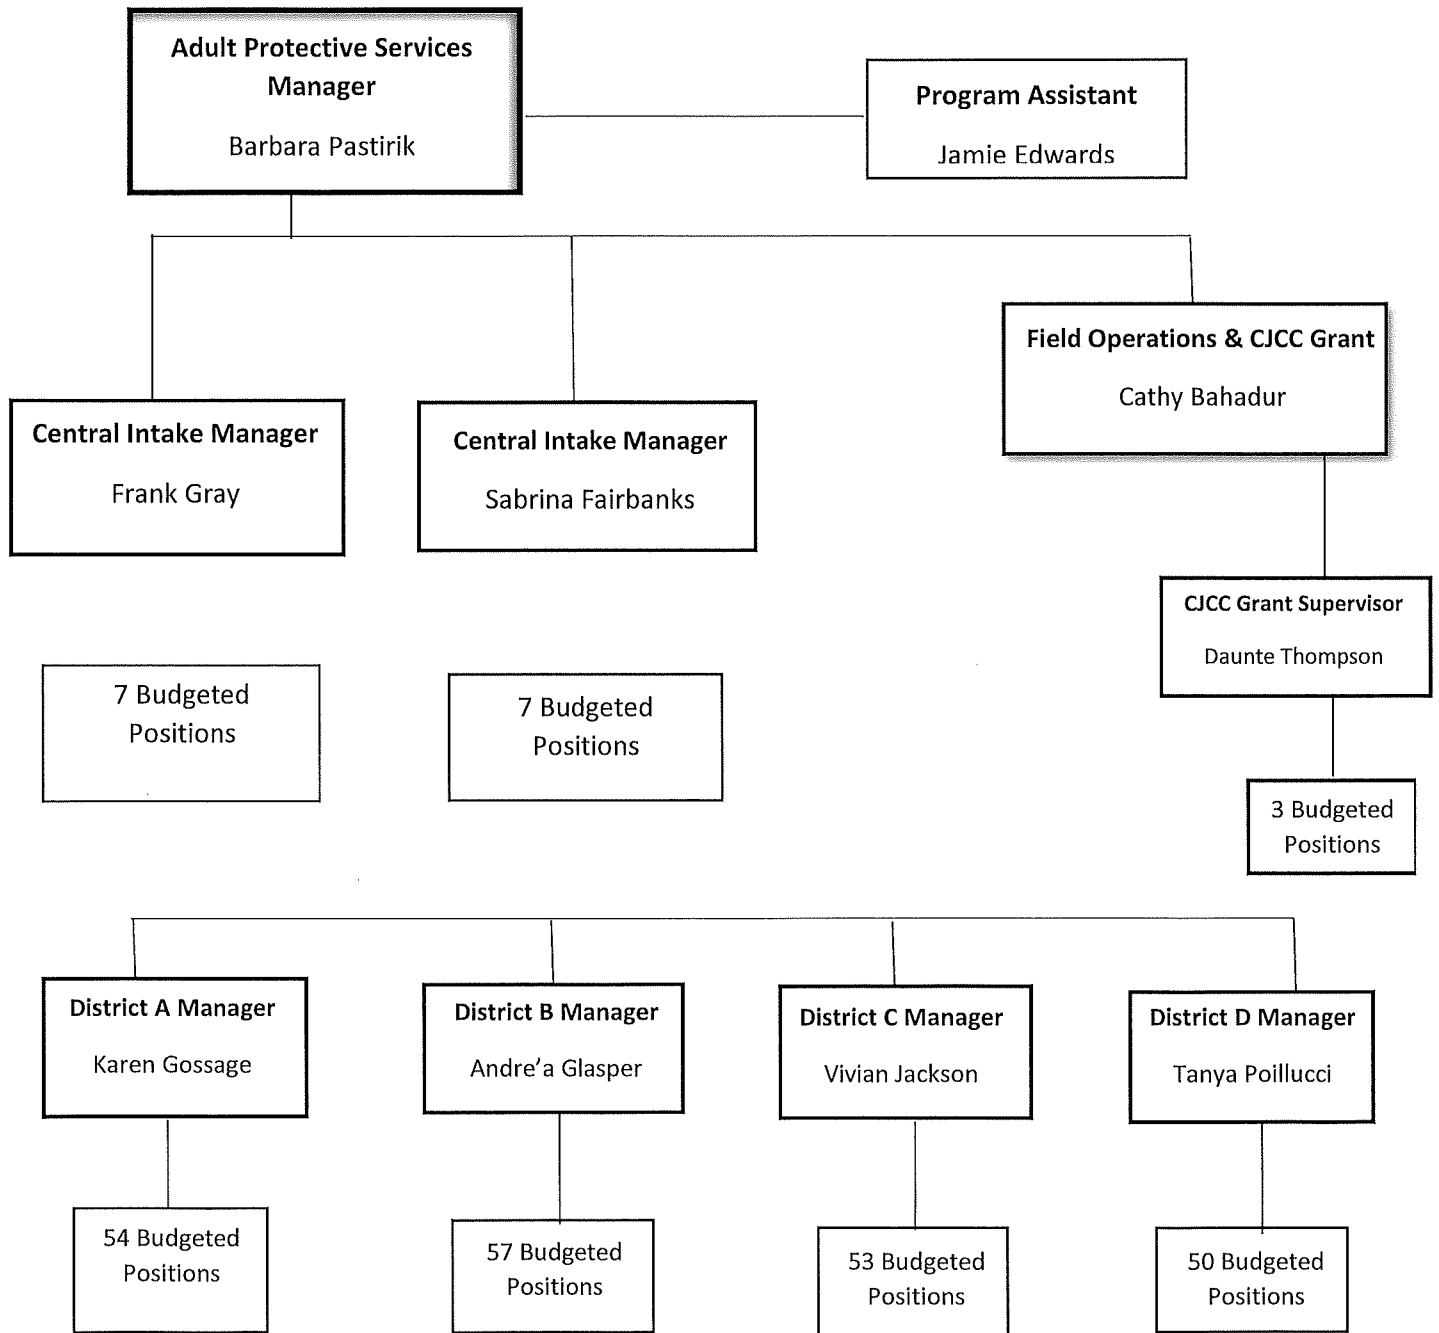 Adult Protective Services
Manager
Barbara Pastirik
Program Assistant
Jamie Edwards
Field Operations & CJCC Grant
Cathy Bahadur
Central Intake Manager
Frank Gray
Central Intake Manager
Sabrina Fairbanks
CJCC Grant Supervisor
Daunte Thompson
7 Budgeted
Positions
7 Budgeted
Positions
3 Budgeted
Positions
District A Manager
Karen Gossage
District B Manager
Andre’a Glasper
District C Manager
Vivian Jackson
District D Manager
Tanya Poillucci
54 Budgeted
Positions
57 Budgeted
Positions
53 Budgeted
Positions
50 Budgeted
Positions